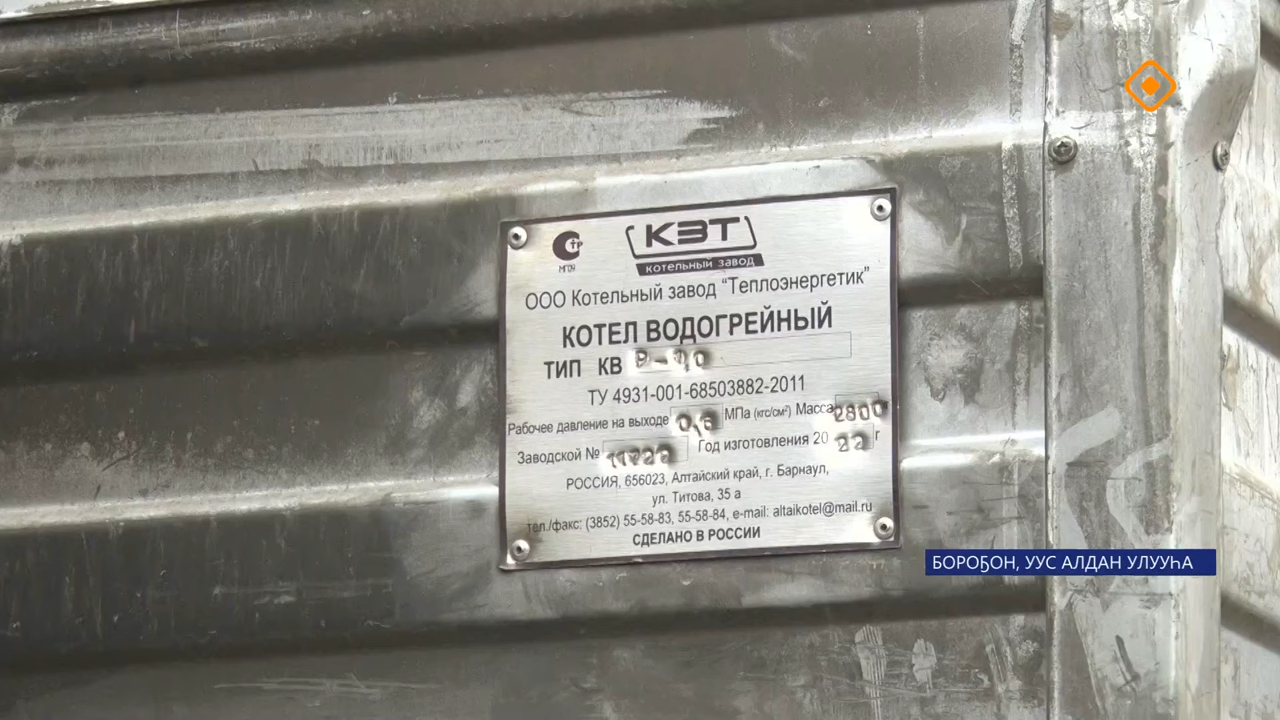 КЗТ
котельный завод
ООО Котельный завод "Теплоэнергетик"
КОТЕЛ ВОДОГРЕЙНЫЙ
ТИП КВ
ТУ 4931-001-68503882-2011
Рабочее давление на выходе 0,6 МПа (кгс/см²) Масса 2800
Заводской № Год изготовления 20 22 г
РОССИЯ, 656023, Алтайский край, г. Барнаул,
ул. Титова, 35 а
тел./факс: (3852) 55-58-83, 55-58-84, e-mail: altaikotel@mail.ru
СДЕЛАНО В РОССИИ
БОРОҔОН, УУС АЛДАН УЛУУҺА